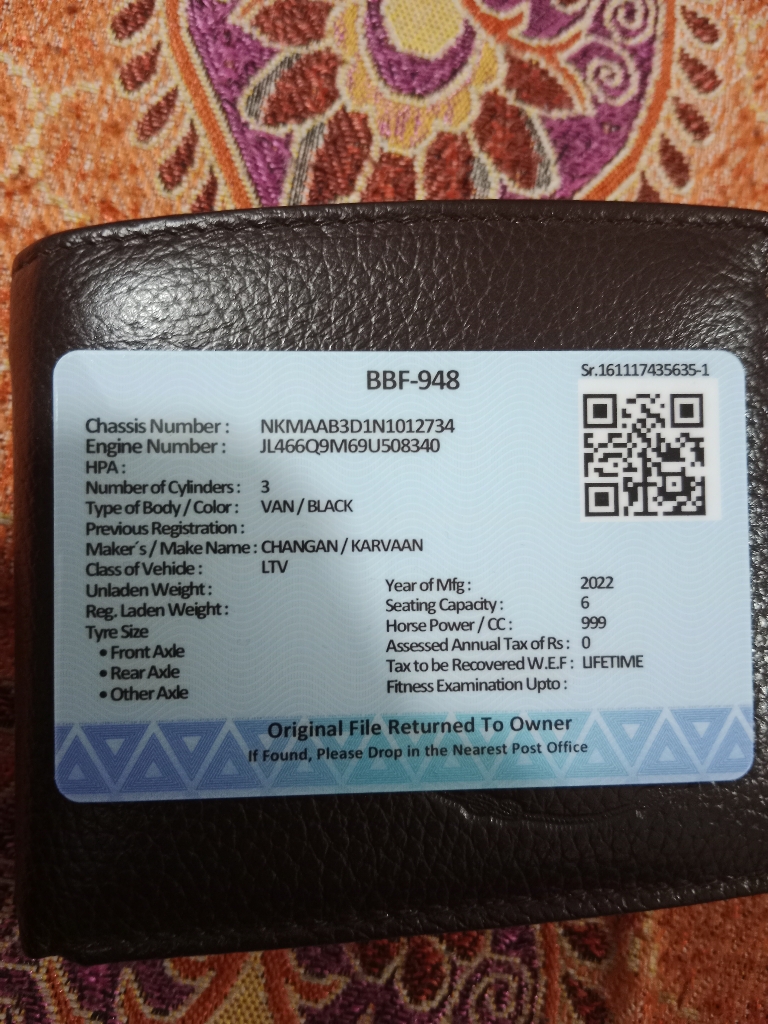 BBF-948
Sr.161117435635-1
Chassis Number : NKMAAB3D1N1012734
Engine Number : JL466Q9M69U508340
HPA :
Number of Cylinders : 3
Type of Body / Color : VAN / BLACK
Previous Registration :
Maker´s / Make Name : CHANGAN / KARVAAN
Class of Vehicle : LTV
Unladen Weight :
Reg. Laden Weight :
Tyre Size
• Front Axle
• Rear Axle
• Other Axle
Year of Mfg : 2022
Seating Capacity : 6
Horse Power / CC : 999
Assessed Annual Tax of Rs : 0
Tax to be Recovered W.E.F : LIFETIME
Fitness Examination Upto :
Original File Returned To Owner
If Found, Please Drop in the Nearest Post Office